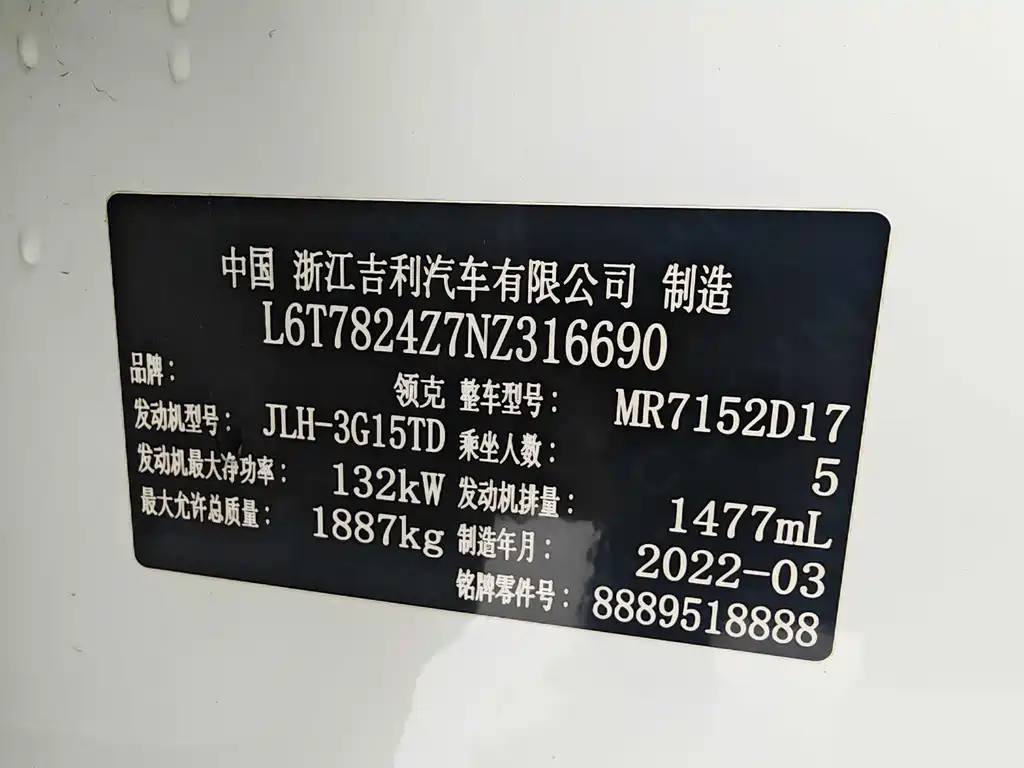 中国 浙江吉利汽车有限公司 制造
L6T7824Z7NZ316690
品牌： 领克 整车型号： MR7152D17
发动机型号： JLH-3G15TD 乘坐人数： 5
发动机最大净功率： 132kW 发动机排量： 1477mL
最大允许总质量： 1887kg 制造年月： 2022-03
铭牌零件号： 8889518888